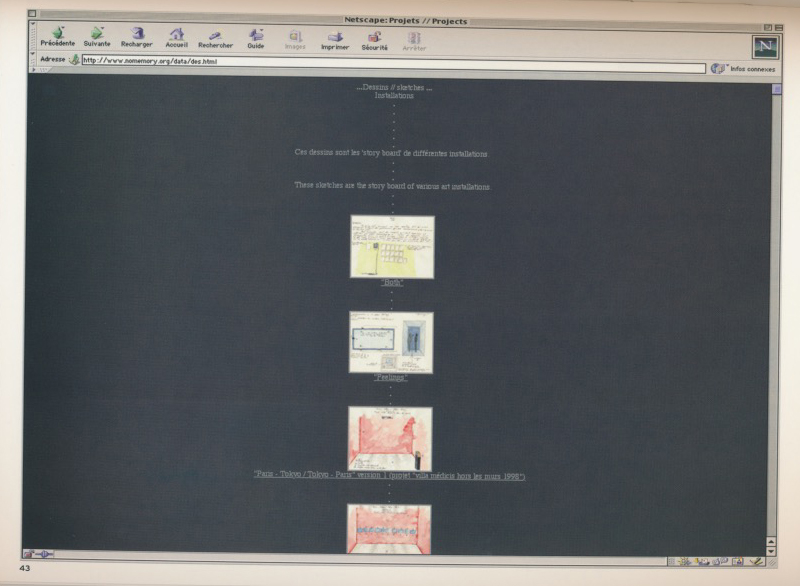 Netscape: Projets // Projects
Précédente Suivante Recharger Accueil Rechercher Guide Images Imprimer Sécurité Arrêter
Adresse http://www.nomemory.org/data/des.html Infos connexes
...Dessins // sketches ...
Installations
Ces dessins sont les 'story board' de différentes installations.
These sketches are the story board of various art installations.
"Both"
"Feelings"
"Paris - Tokyo / Tokyo - Paris" version 1 (projet "villa médicis hors les murs 1998")
43